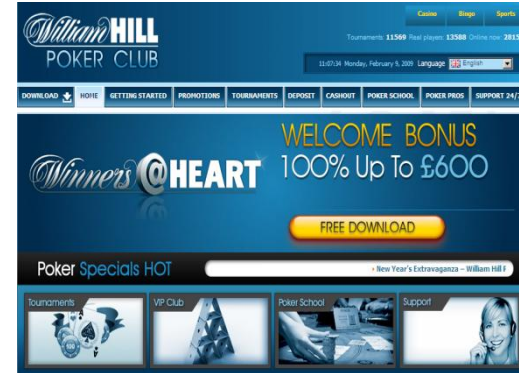 Casino Bingo Sports
William HILL
POKER CLUB
Tournaments: 11569 Real players: 13588 Online now: 2815
11:07:34 Monday, February 9, 2009 Language English
DOWNLOAD HOME GETTING STARTED PROMOTIONS TOURNAMENTS DEPOSIT CASHOUT POKER SCHOOL POKER PROS SUPPORT 24/7
WELCOME BONUS
Winners @HEART
100% Up To £600
FREE DOWNLOAD
Poker Specials HOT
New Year's Extravaganza – William Hill P
Tournaments VIP Club Poker School Support
100